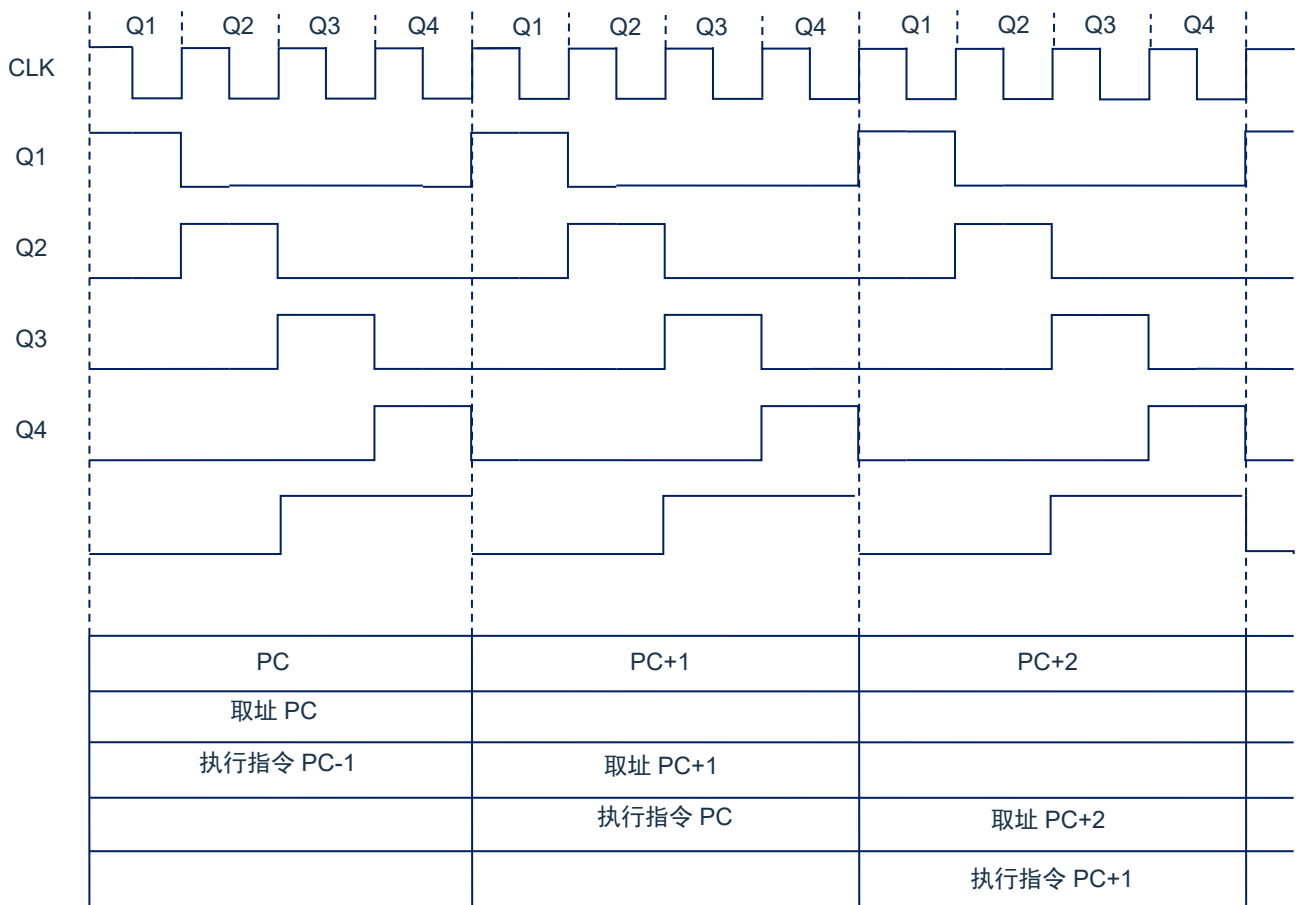 Q1 Q2 Q3 Q4 Q1 Q2 Q3 Q4 Q1 Q2 Q3 Q4
CLK
Q1
Q2
Q3
Q4
PC PC+1 PC+2
取址 PC
执行指令 PC-1 取址 PC+1
执行指令 PC 取址 PC+2
执行指令 PC+1